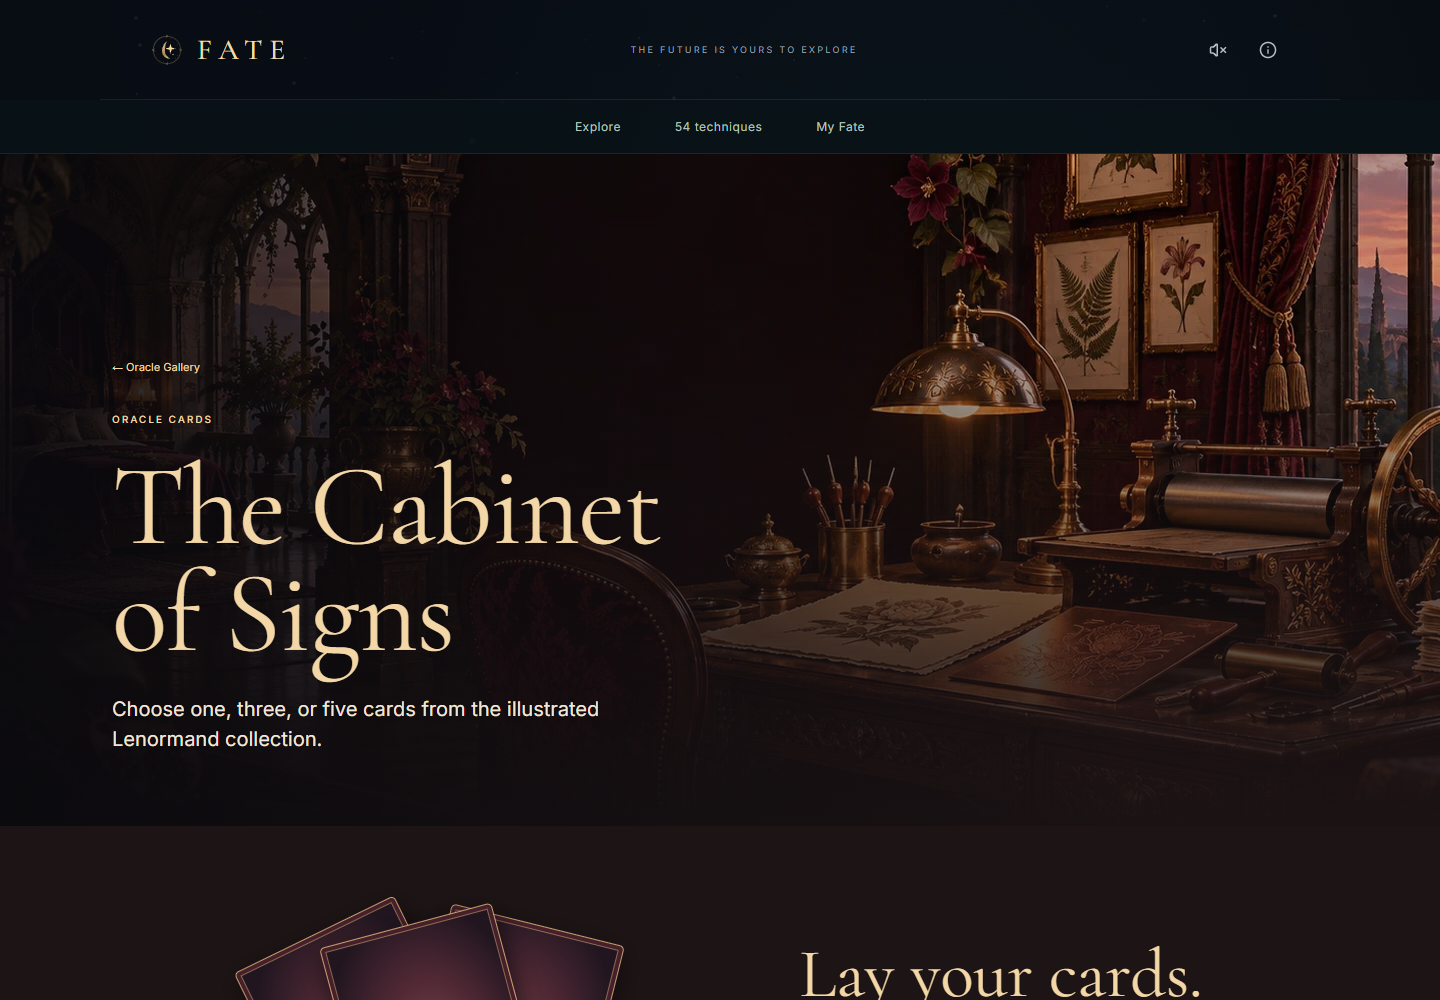 FATE
THE FUTURE IS YOURS TO EXPLORE
Explore
54 techniques
My Fate
← Oracle Gallery
ORACLE CARDS
The Cabinet
of Signs
Choose one, three, or five cards from the illustrated
Lenormand collection.
Lay your cards.